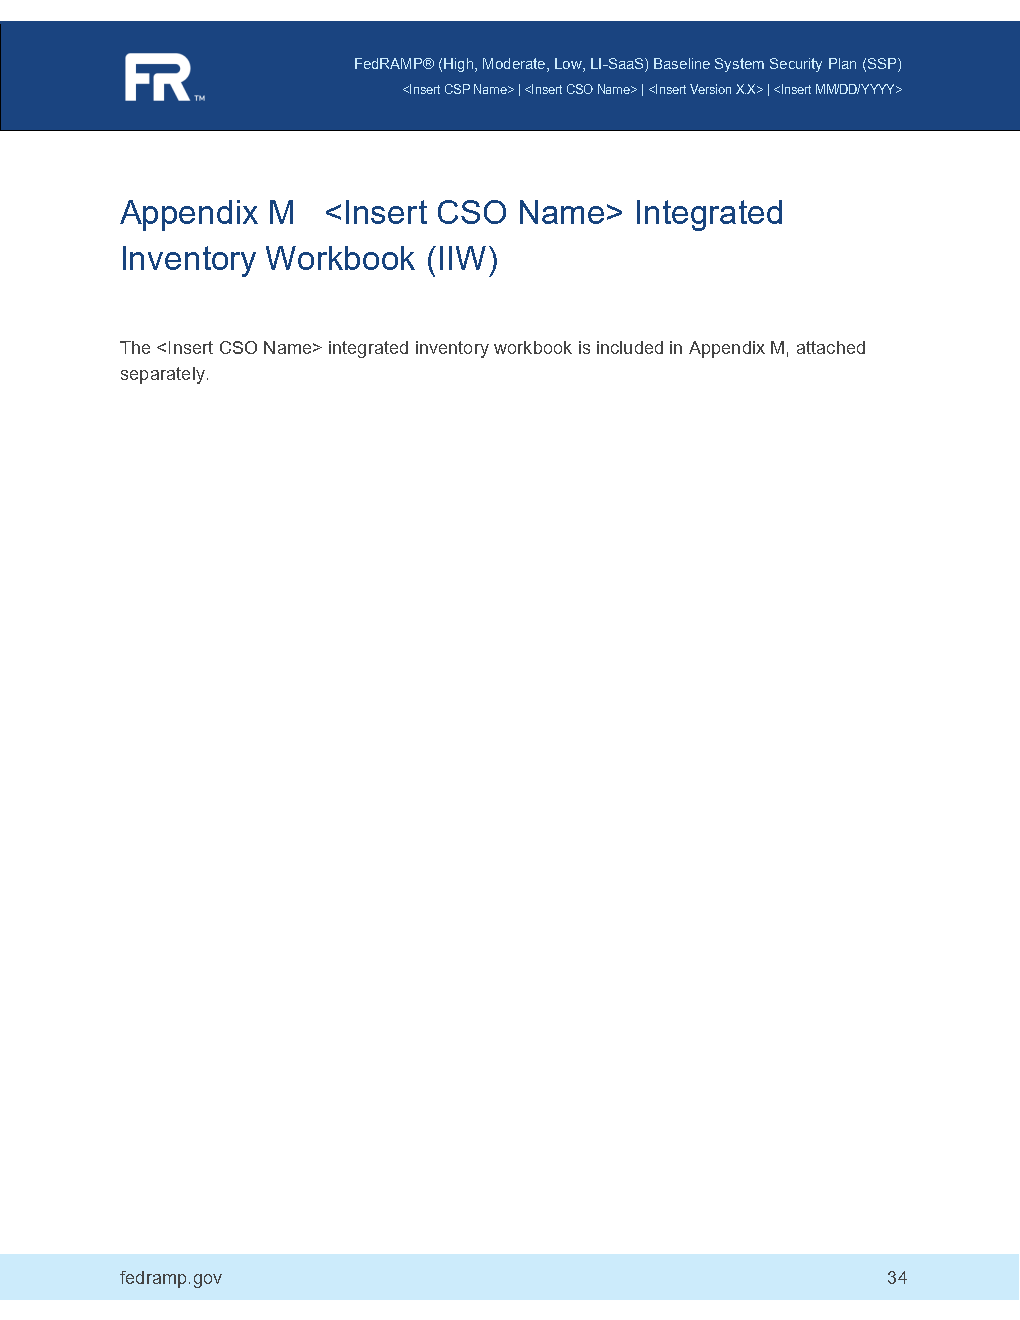 FR™
FedRAMP® (High, Moderate, Low, LI-SaaS) Baseline System Security Plan (SSP)
<Insert CSP Name> | <Insert CSO Name> | <Insert Version X.X> | <Insert MM/DD/YYYY>
Appendix M <Insert CSO Name> Integrated
Inventory Workbook (IIW)
The <Insert CSO Name> integrated inventory workbook is included in Appendix M, attached
separately.
fedramp.gov 34